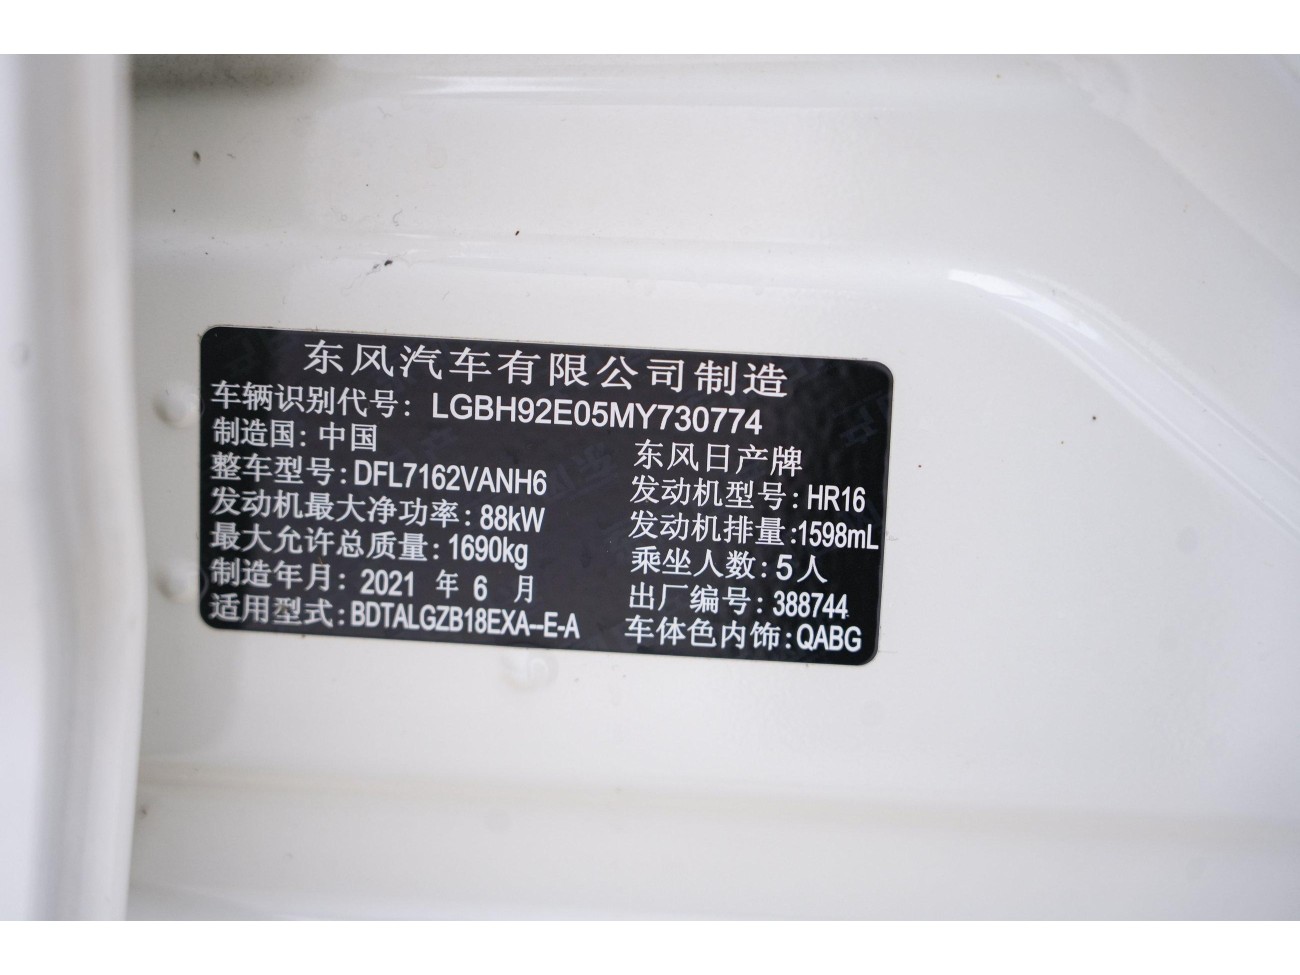 东风汽车有限公司制造
车辆识别代号: LGBH92E05MY730774
制造国: 中国
东风日产牌
整车型号: DFL7162VANH6
发动机型号: HR16
发动机最大净功率: 88kW
发动机排量:1598mL
最大允许总质量: 1690kg
乘坐人数: 5人
制造年月: 2021 年 6 月
出厂编号: 388744
适用型式: BDTALGZB18EXA--E-A
车体色内饰: QABG